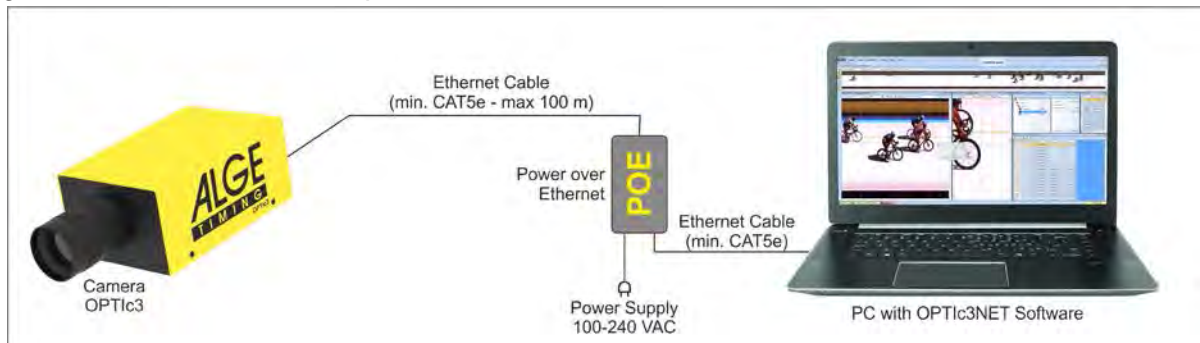 Ethernet Cable
(min. CAT5e - max 100 m)
ALGE
TIMING
OPTIc3
Power over
Ethernet
POE
Ethernet Cable
(min. CAT5e)
Camera
OPTIc3
Power Supply
100-240 VAC
PC with OPTIc3NET Software